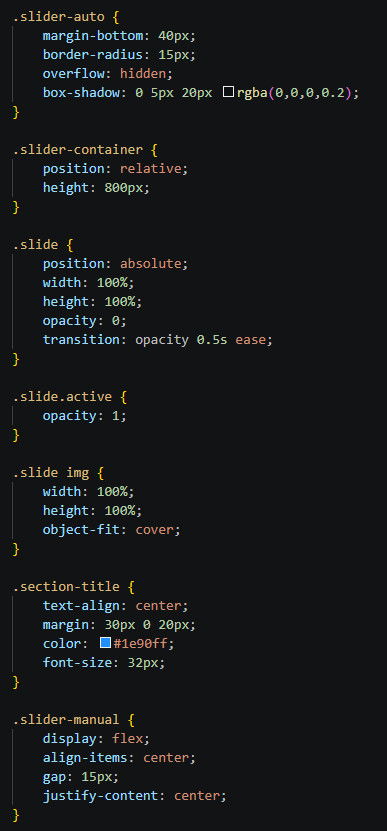 .slider-auto {
    margin-bottom: 40px;
    border-radius: 15px;
    overflow: hidden;
    box-shadow: 0 5px 20px rgba(0,0,0,0.2);
}

.slider-container {
    position: relative;
    height: 800px;
}

.slide {
    position: absolute;
    width: 100%;
    height: 100%;
    opacity: 0;
    transition: opacity 0.5s ease;
}

.slide.active {
    opacity: 1;
}

.slide img {
    width: 100%;
    height: 100%;
    object-fit: cover;
}

.section-title {
    text-align: center;
    margin: 30px 0 20px;
    color: #1e90ff;
    font-size: 32px;
}

.slider-manual {
    display: flex;
    align-items: center;
    gap: 15px;
    justify-content: center;
}